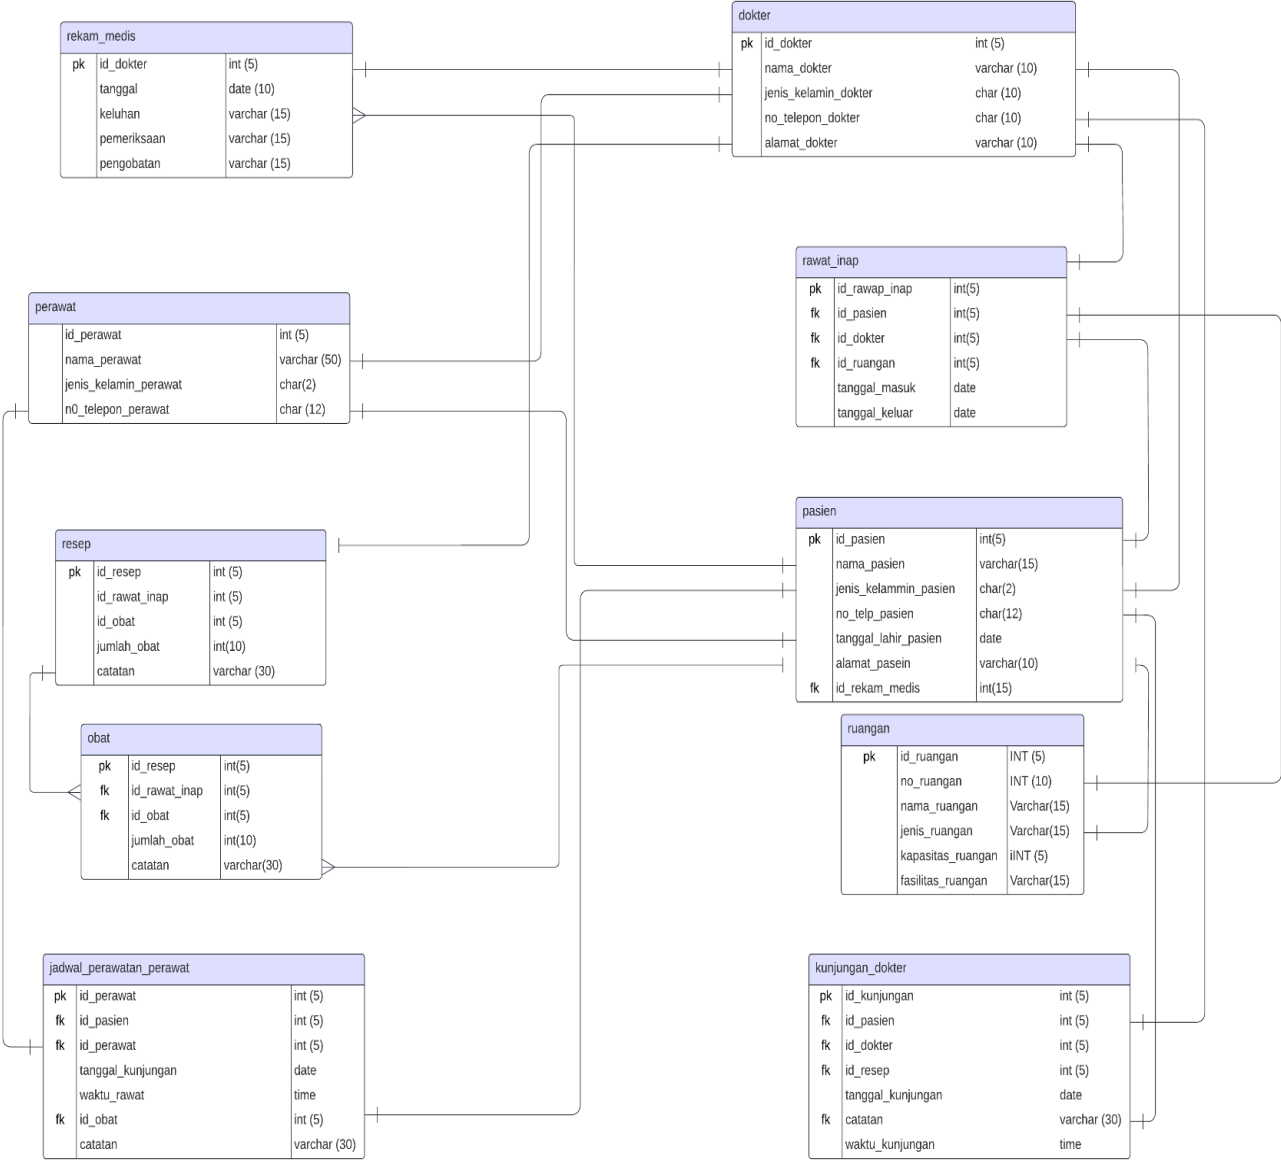 rekam_medis
pk id_dokter int (5)
tanggal date (10)
keluhan varchar (15)
pemeriksaan varchar (15)
pengobatan varchar (15)
dokter
pk id_dokter int (5)
nama_dokter varchar (10)
jenis_kelamin_dokter char (10)
no_telepon_dokter char (10)
alamat_dokter varchar (10)
rawat_inap
pk id_rawap_inap int(5)
fk id_pasien int(5)
fk id_dokter int(5)
fk id_ruangan int(5)
tanggal_masuk date
tanggal_keluar date
perawat
id_perawat int (5)
nama_perawat varchar (50)
jenis_kelamin_perawat char(2)
n0_telepon_perawat char (12)
pasien
pk id_pasien int(5)
nama_pasien varchar(15)
jenis_kelammin_pasien char(2)
no_telp_pasien char(12)
tanggal_lahir_pasien date
alamat_pasein varchar(10)
fk id_rekam_medis int(15)
resep
pk id_resep int (5)
id_rawat_inap int (5)
id_obat int (5)
jumlah_obat int(10)
catatan varchar (30)
obat
pk id_resep int(5)
fk id_rawat_inap int(5)
fk id_obat int(5)
jumlah_obat int(10)
catatan varchar(30)
ruangan
pk id_ruangan INT (5)
no_ruangan INT (10)
nama_ruangan Varchar(15)
jenis_ruangan Varchar(15)
kapasitas_ruangan iINT (5)
fasilitas_ruangan Varchar(15)
jadwal_perawatan_perawat
pk id_perawat int (5)
fk id_pasien int (5)
fk id_perawat int (5)
tanggal_kunjungan date
waktu_rawat time
fk id_obat int (5)
catatan varchar (30)
kunjungan_dokter
pk id_kunjungan int (5)
fk id_pasien int (5)
fk id_dokter int (5)
fk id_resep int (5)
tanggal_kunjungan date
fk catatan varchar (30)
waktu_kunjungan time